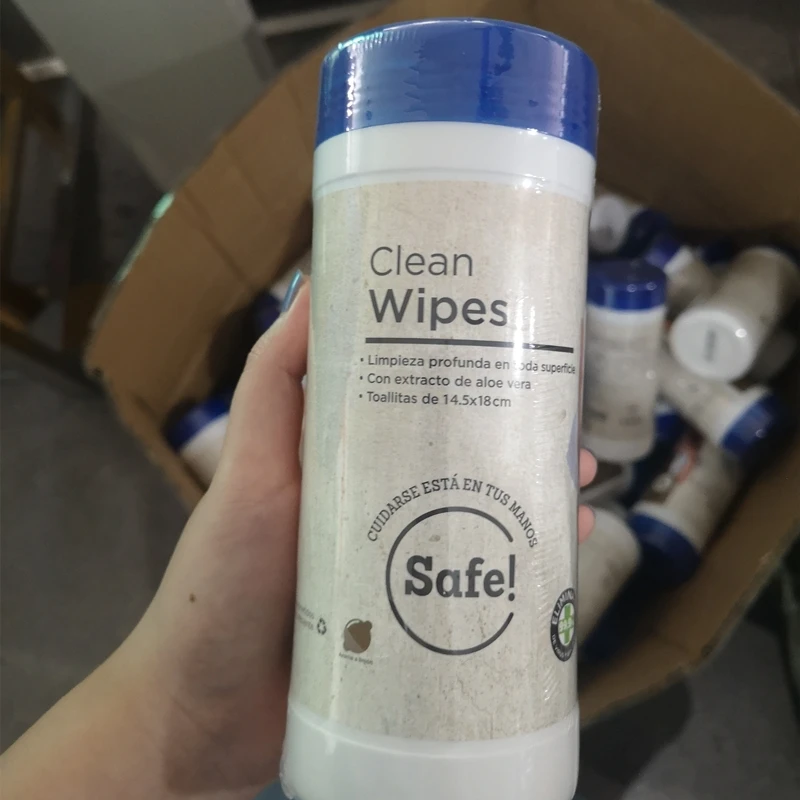 Clean
Wipes
• Limpieza profunda en toda superficie
• Con extracto de aloe vera
• Toallitas de 14.5x18cm
CUIDARSE ESTÁ EN TUS MANOS
Safe!